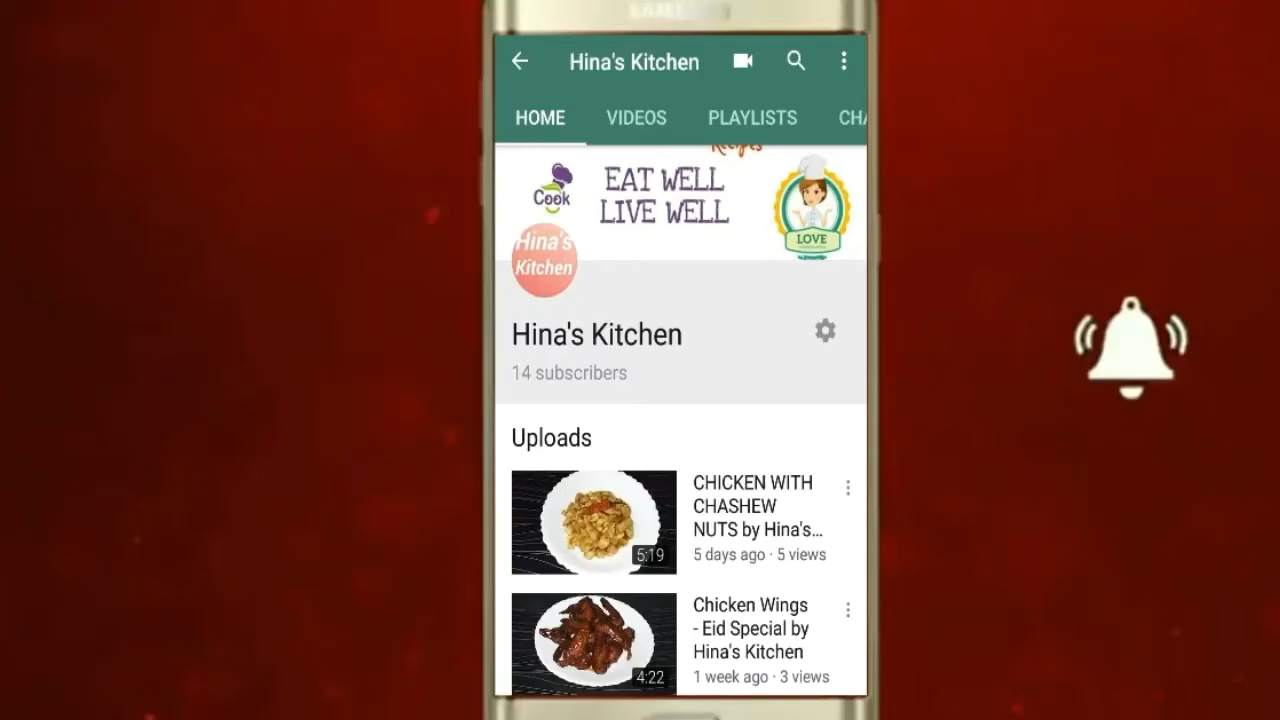 SAMSUNG
Hina's Kitchen
HOME VIDEOS PLAYLISTS CHA
Recipes
EAT WELL
LIVE WELL
Cook
LOVE
Hina's
Kitchen
Hina's Kitchen
14 subscribers
Uploads
CHICKEN WITH
CHASHEW
NUTS by Hina's...
5:19
5 days ago · 5 views
Chicken Wings
- Eid Special by
Hina's Kitchen
4:22
1 week ago · 3 views